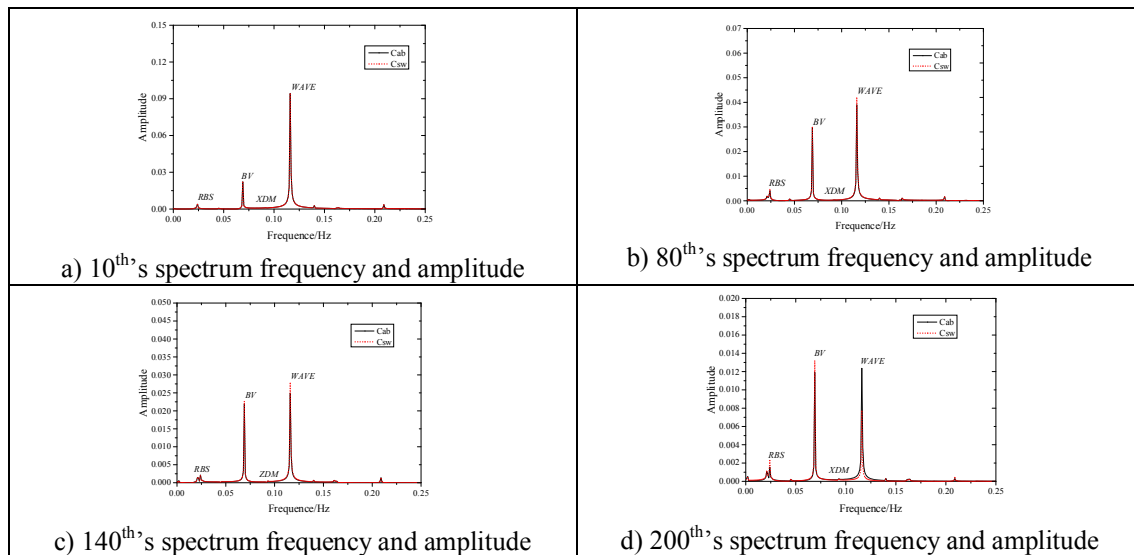 0.15
0.12
0.09
0.06
0.03
0.00
Amplitude
Cab
Csw
WAVE
BV
RBS
XDM
0.00 0.05 0.10 0.15 0.20 0.25
Frequence/Hz
a) 10th's spectrum frequency and amplitude
0.07
0.06
0.05
0.04
0.03
0.02
0.01
0.00
Amplitude
Cab
Csw
WAVE
BV
RBS
XDM
0.00 0.05 0.10 0.15 0.20 0.25
Frequence/Hz
b) 80th's spectrum frequency and amplitude
0.050
0.045
0.040
0.035
0.030
0.025
0.020
0.015
0.010
0.005
0.000
Amplitude
Cab
Csw
WAVE
BV
RBS
ZDM
0.00 0.05 0.10 0.15 0.20 0.25
Frequence/Hz
c) 140th's spectrum frequency and amplitude
0.020
0.018
0.016
0.014
0.012
0.010
0.008
0.006
0.004
0.002
0.000
Amplitude
Cab
Csw
BV
WAVE
RBS
XDM
0.00 0.05 0.10 0.15 0.20 0.25
Frequence/Hz
d) 200th's spectrum frequency and amplitude